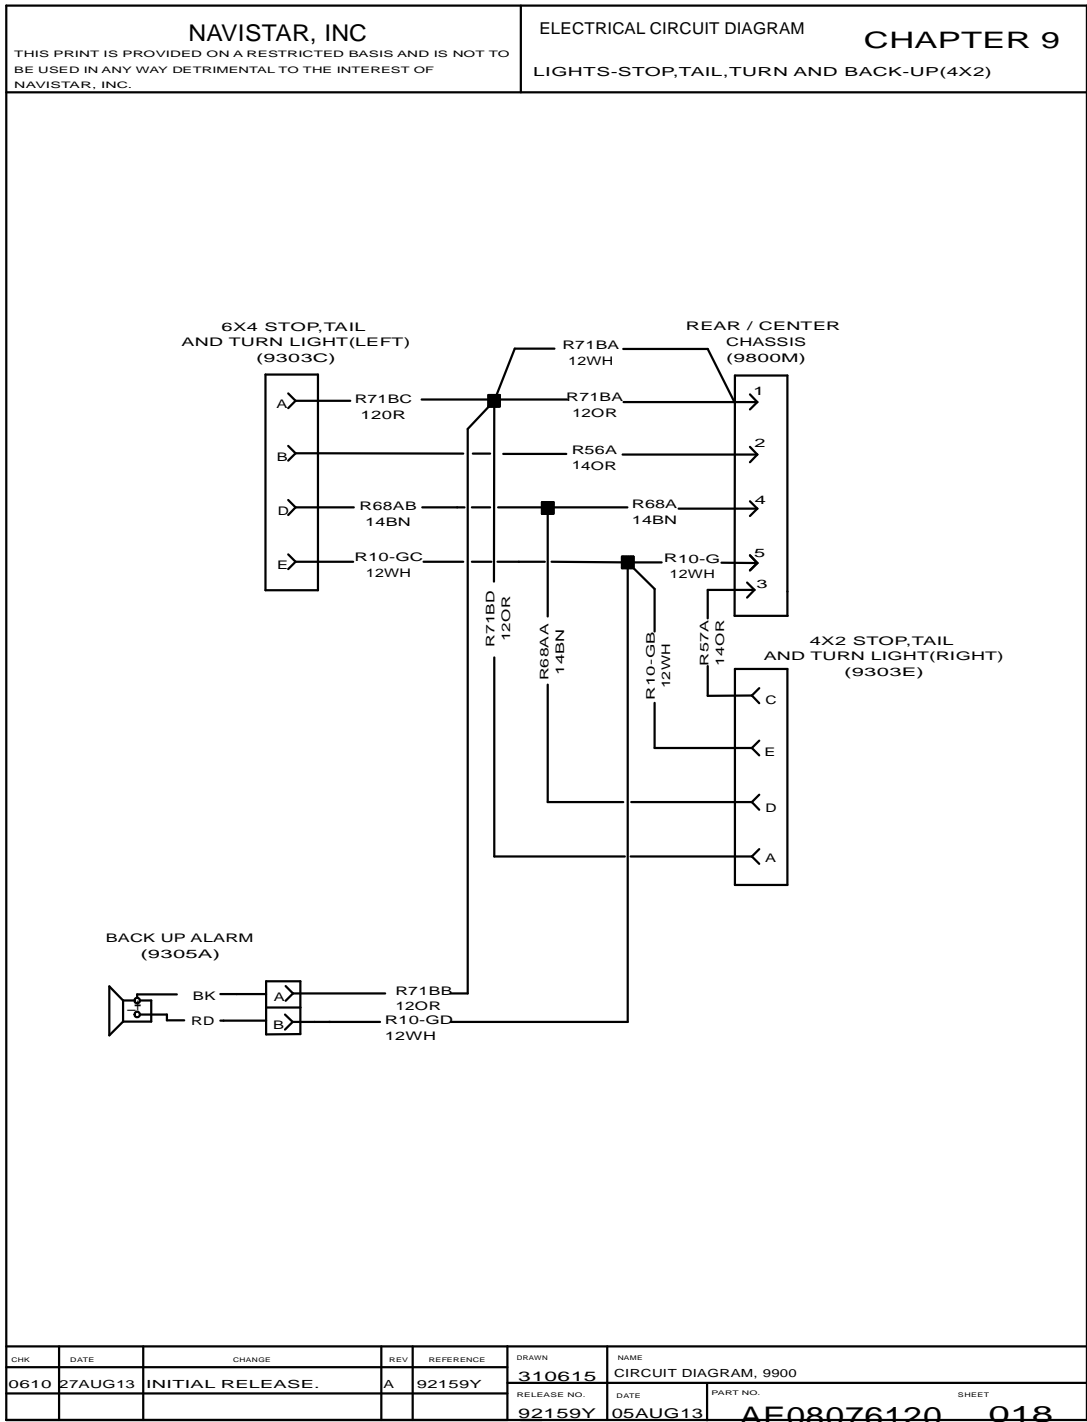 NAVISTAR, INC
THIS PRINT IS PROVIDED ON A RESTRICTED BASIS AND IS NOT TO
BE USED IN ANY WAY DETRIMENTAL TO THE INTEREST OF
NAVISTAR, INC.
ELECTRICAL CIRCUIT DIAGRAM
CHAPTER 9
LIGHTS-STOP,TAIL,TURN AND BACK-UP(4X2)
6X4 STOP,TAIL
AND TURN LIGHT(LEFT)
(9303C)
REAR / CENTER
CHASSIS
(9800M)
R71BA
12WH
A
R71BC
120R
R71BA
12OR
1
B
R56A
14OR
2
D
R68AB
14BN
R68A
14BN
4
E
R10-GC
12WH
R10-G
12WH
5
3
R71BD
12OR
R68AA
14BN
R10-GB
12WH
R57A
14OR
4X2 STOP,TAIL
AND TURN LIGHT(RIGHT)
(9303E)
C
E
D
A
BACK UP ALARM
(9305A)
BK
A
R71BB
12OR
RD
B
R10-GD
12WH
CHK DATE CHANGE REV REFERENCE
0610 27AUG13 INITIAL RELEASE. A 92159Y
DRAWN
310615
NAME
CIRCUIT DIAGRAM, 9900
RELEASE NO.
92159Y
DATE
05AUG13
PART NO.
AE08076120
SHEET
018